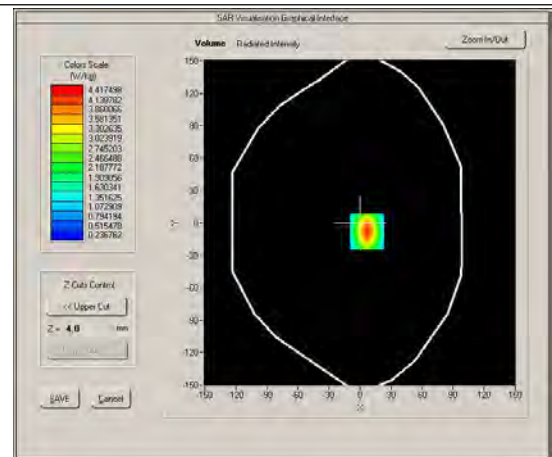 SAR Visualisation Graphical Interface
Volume Radiated Intensity
Zoom In/Out
Colors Scale
(W/kg)
4.417498
4.138782
3.860066
3.581351
3.302635
3.023919
2.745203
2.466488
2.187772
1.909056
1.630341
1.351625
1.072909
0.794194
0.515478
0.236762
Z Cuts Control
<< Upper Cut
Z = 4.0 mm
SAVE
Cancel
Y
150
120
90
60
30
0
-30
-60
-90
-120
-150
-150 -120 -90 -60 -30 0 30 60 90 120 150
X